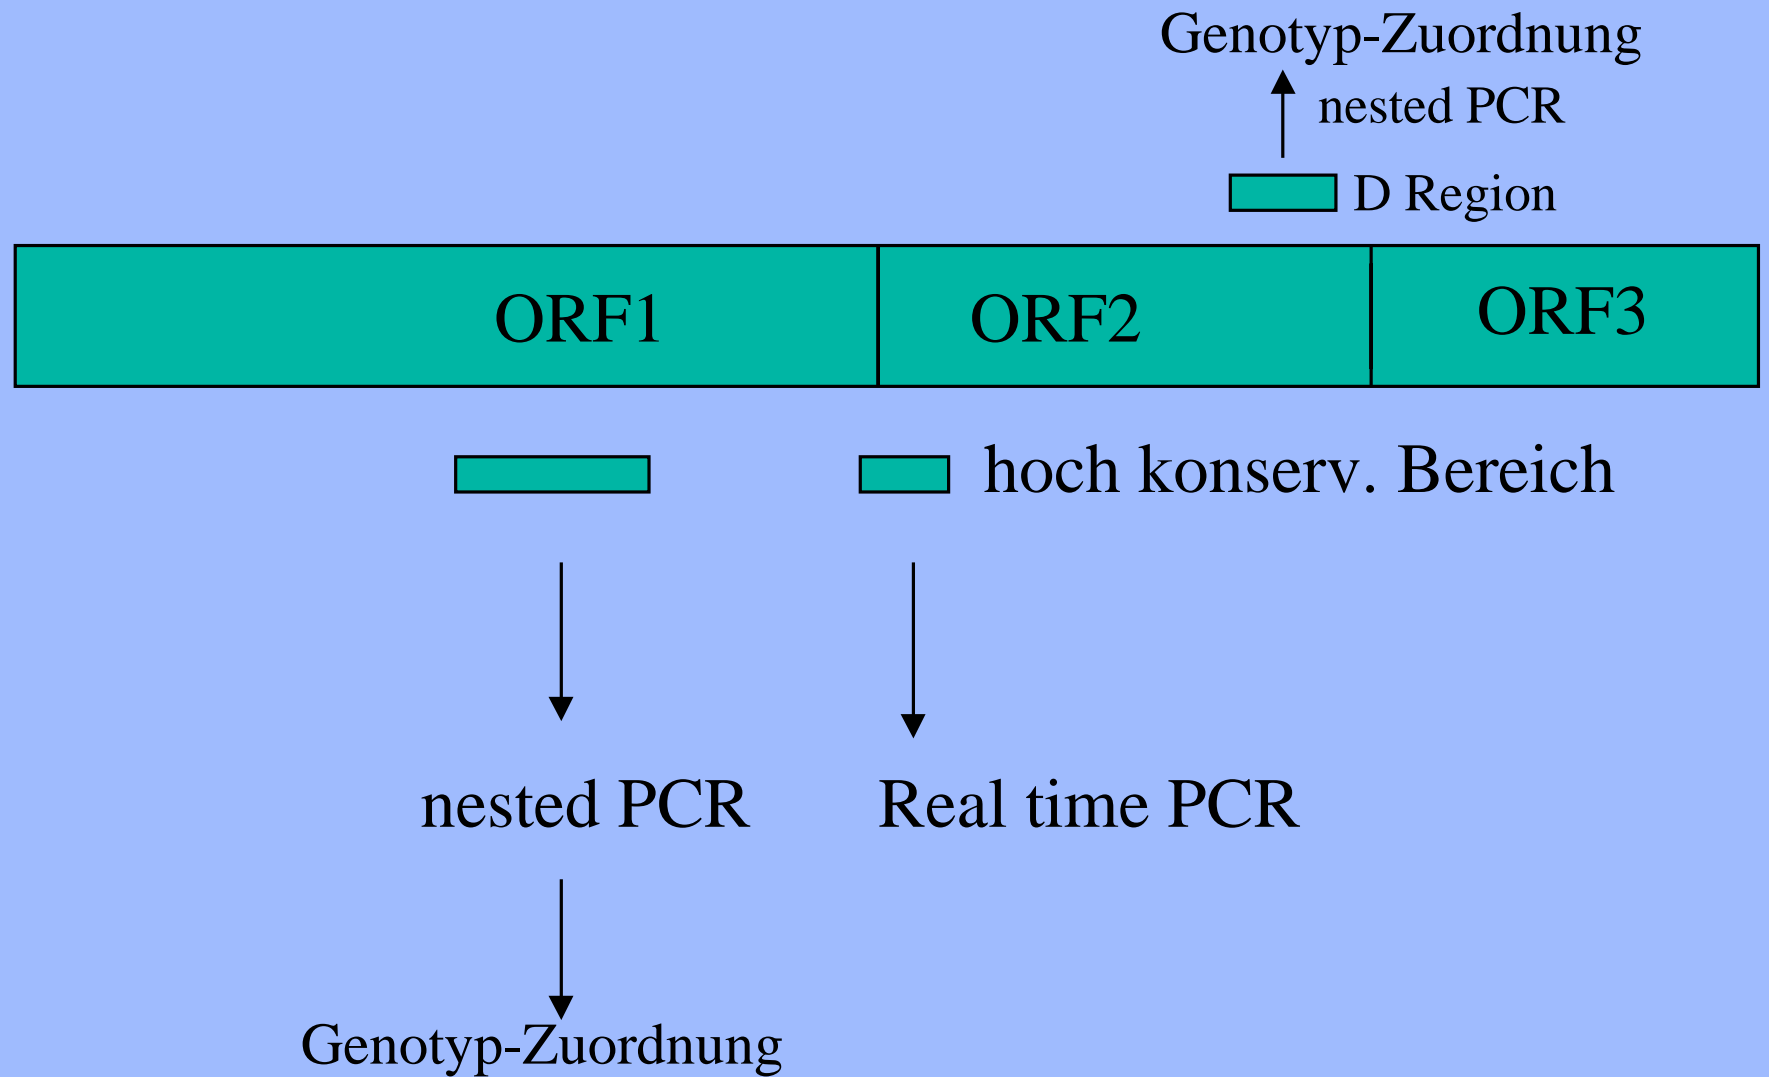 Genotyp-Zuordnung
nested PCR
D Region
ORF1
ORF2
ORF3
hoch konserv. Bereich
nested PCR
Real time PCR
Genotyp-Zuordnung